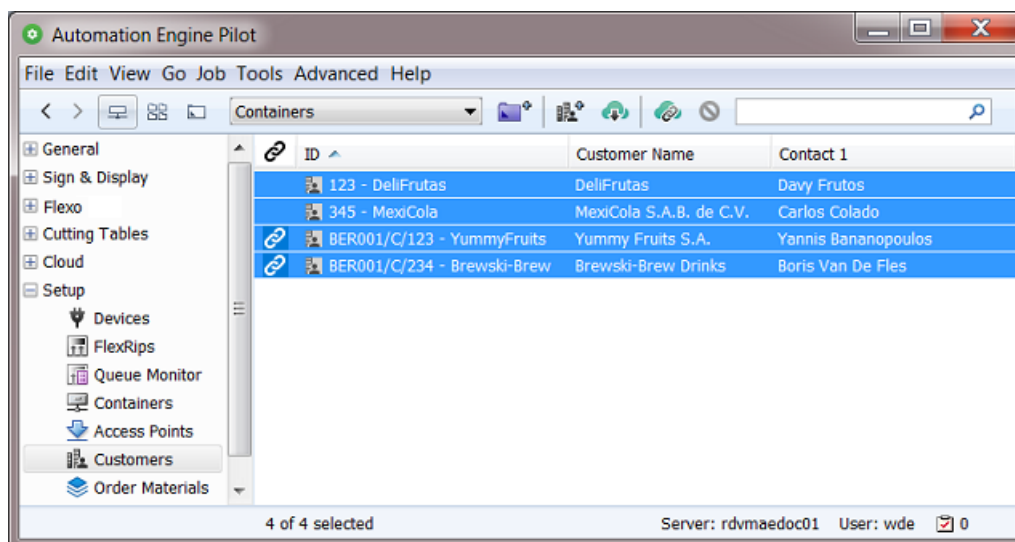 Automation Engine Pilot
File Edit View Go Job Tools Advanced Help
Containers
General
Sign & Display
Flexo
Cutting Tables
Cloud
Setup
Devices
FlexRips
Queue Monitor
Containers
Access Points
Customers
Order Materials
ID Customer Name Contact 1
123 - DeliFrutas DeliFrutas Davy Frutos
345 - MexiCola MexiCola S.A.B. de C.V. Carlos Colado
BER001/C/123 - YummyFruits Yummy Fruits S.A. Yannis Bananopoulos
BER001/C/234 - Brewski-Brew Brewski-Brew Drinks Boris Van De Fles
4 of 4 selected Server: rdvmaedoc01 User: wde 0